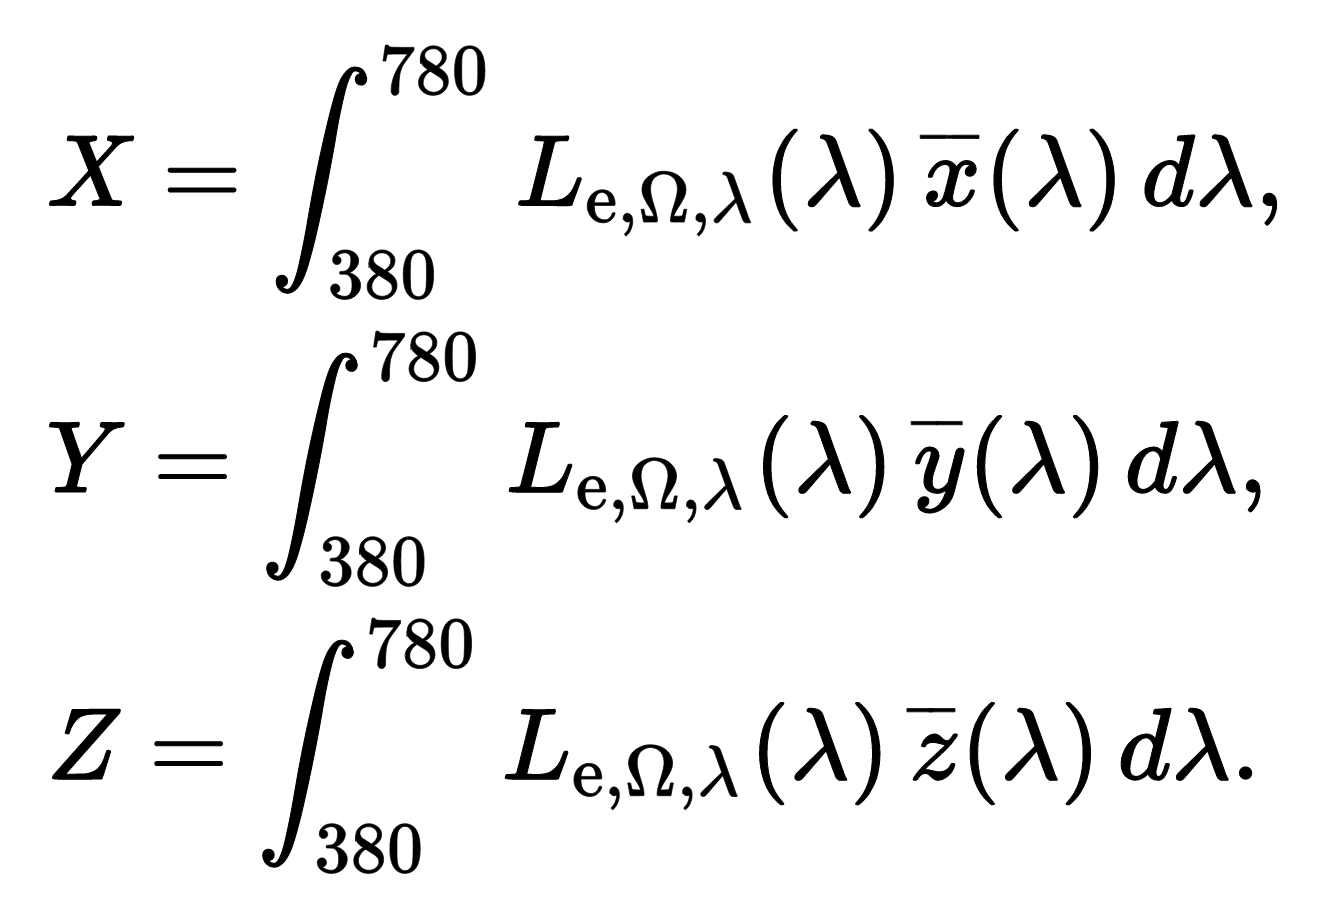 X = ∫_{380}^{780} L_{e,Ω,λ}(λ) x̅(λ) dλ,
Y = ∫_{380}^{780} L_{e,Ω,λ}(λ) y̅(λ) dλ,
Z = ∫_{380}^{780} L_{e,Ω,λ}(λ) z̅(λ) dλ.